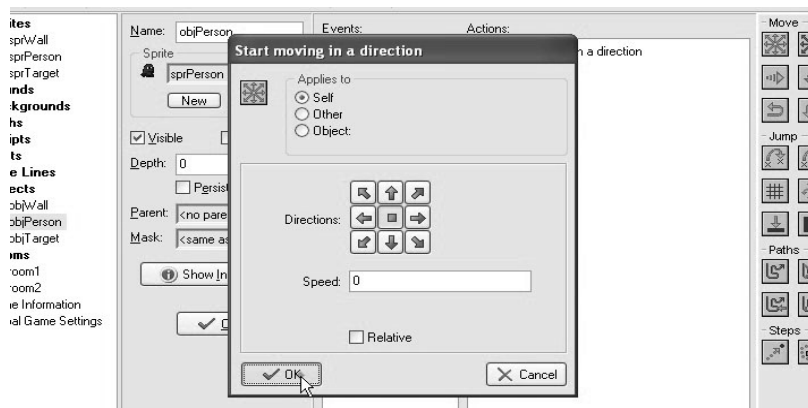 ites
sprWall
sprPerson
sprTarget
unds
kgrounds
hs
ipts
ts
e Lines
ects
objWall
objPerson
objTarget
oms
room1
room2
e Information
al Game Settings
Name: objPerson
Sprite
sprPerson
New
Visible
Depth: 0
Persist
Parent: <no pare
Mask: <same as
Show In
Events:
Actions:
n a direction
Start moving in a direction
Applies to
Self
Other
Object:
Directions:
Speed: 0
Relative
OK
Cancel
Move
Jump
Paths
Steps